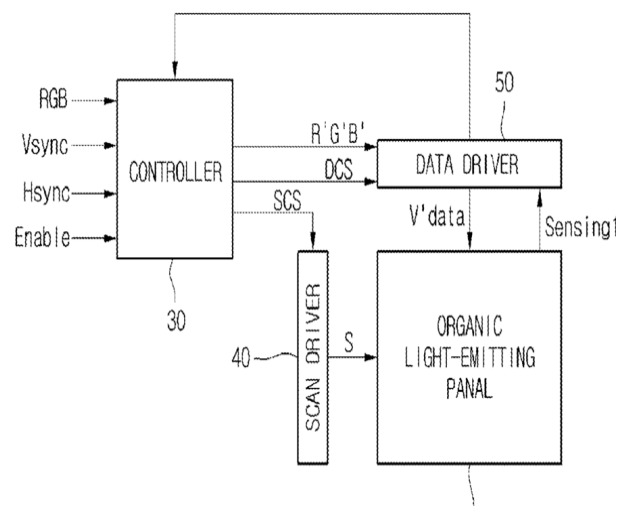 RGB
Vsync
Hsync
Enable
CONTROLLER
30
R'G'B'
DCS
SCS
50
DATA DRIVER
V'data
Sensing1
40
SCAN DRIVER
S
ORGANIC
LIGHT-EMITTING
PANAL